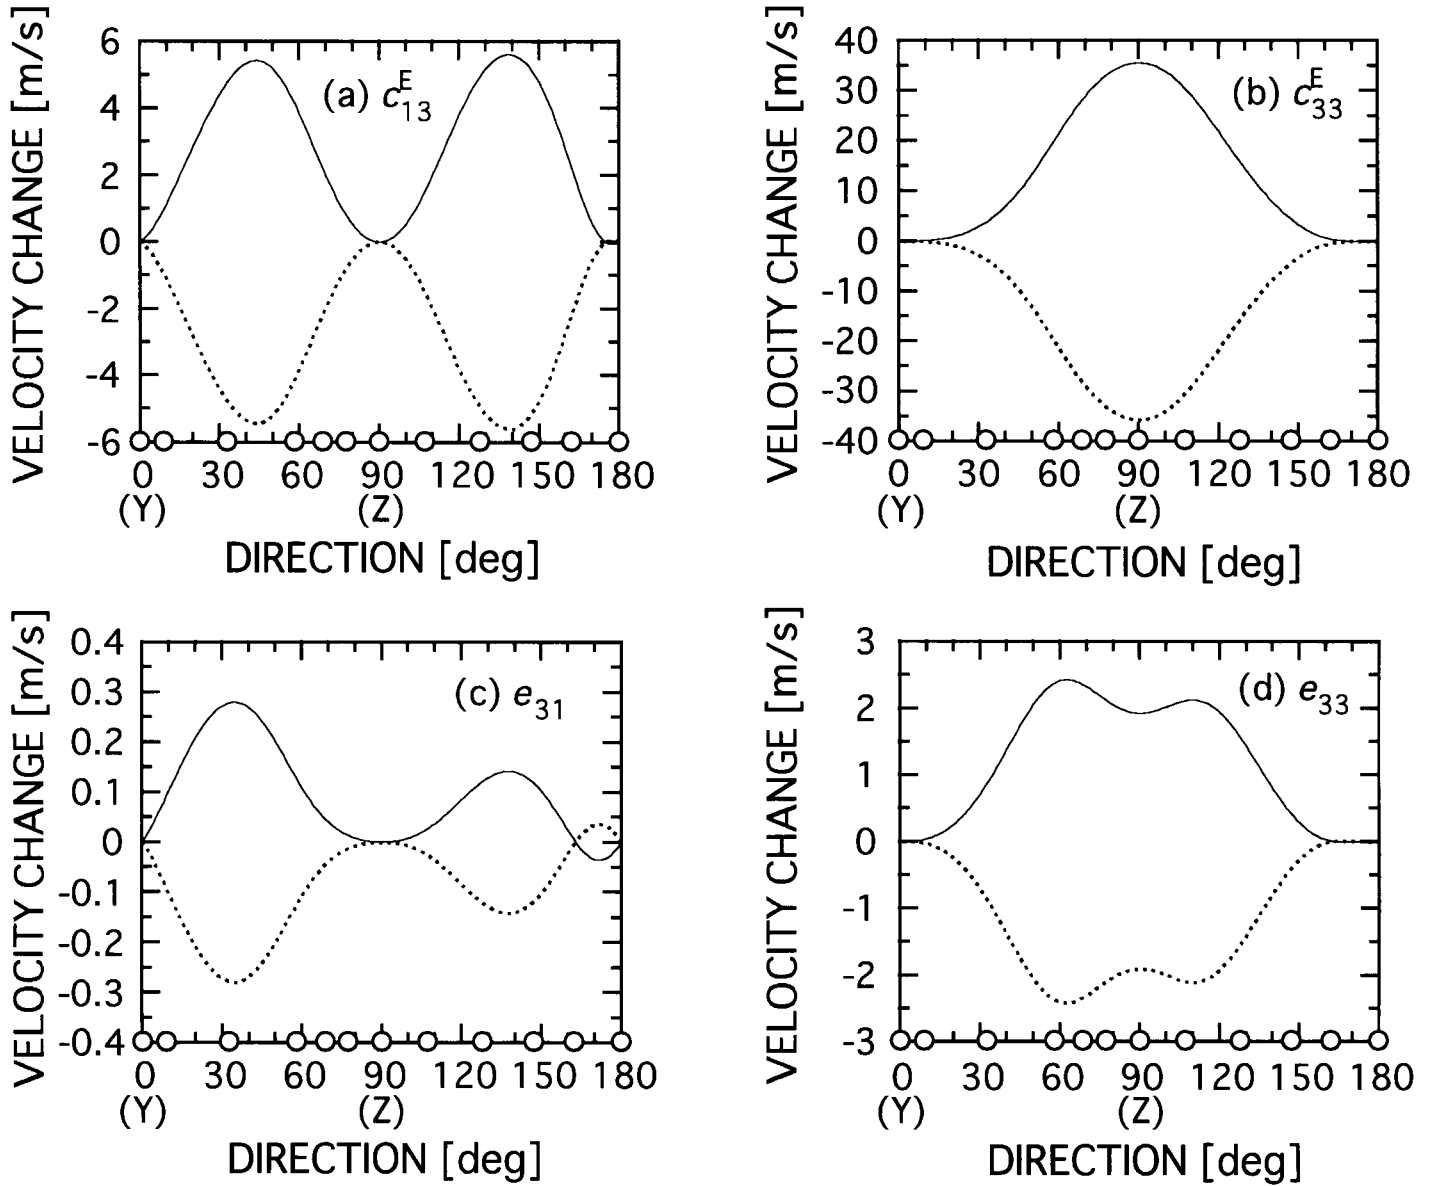 VELOCITY CHANGE [m/s]
6
4
2
0
-2
-4
-6
(a) c^E_13
0 30 60 90 120 150 180
(Y) (Z)
DIRECTION [deg]
VELOCITY CHANGE [m/s]
40
30
20
10
0
-10
-20
-30
-40
(b) c^E_33
0 30 60 90 120 150 180
(Y) (Z)
DIRECTION [deg]
VELOCITY CHANGE [m/s]
0.4
0.3
0.2
0.1
0
-0.1
-0.2
-0.3
-0.4
(c) e_31
0 30 60 90 120 150 180
(Y) (Z)
DIRECTION [deg]
VELOCITY CHANGE [m/s]
3
2
1
0
-1
-2
-3
(d) e_33
0 30 60 90 120 150 180
(Y) (Z)
DIRECTION [deg]